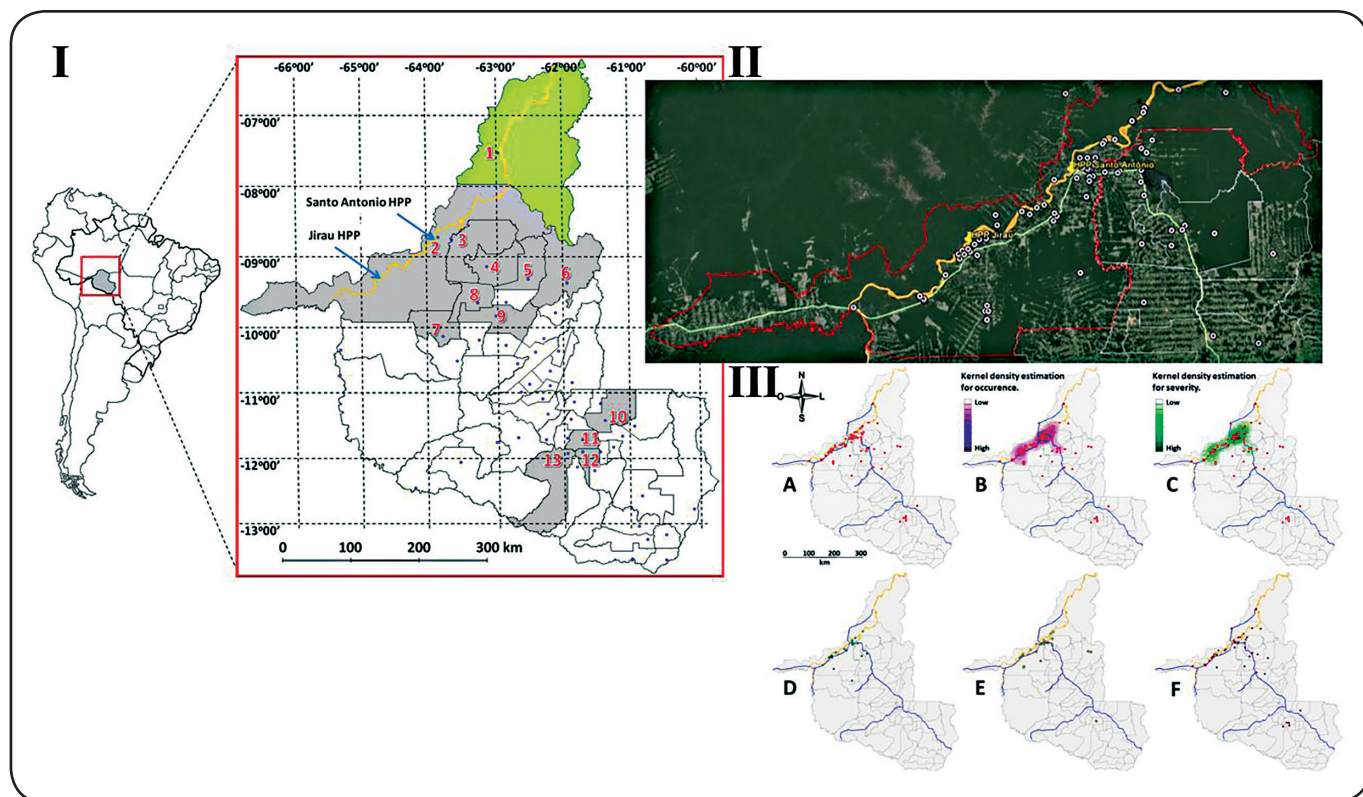 I
-66°00′ -65°00′ -64°00′ -63°00′ -62°00′ -61°00′ -60°00′
-07°00′
-08°00′
-09°00′
-10°00′
-11°00′
-12°00′
-13°00′
1
Santo Antonio HPP
Jirau HPP
2
3
4
5
6
7
8
9
10
11
12
13
0 100 200 300 km
II
HPP Santo Antônio
HPP Jirau
III
N
O L
S
Kernel density estimation
for occurence.
Low
High
Kernel density estimation
for severity.
Low
High
A
B
C
0 100 200 300
km
D
E
F